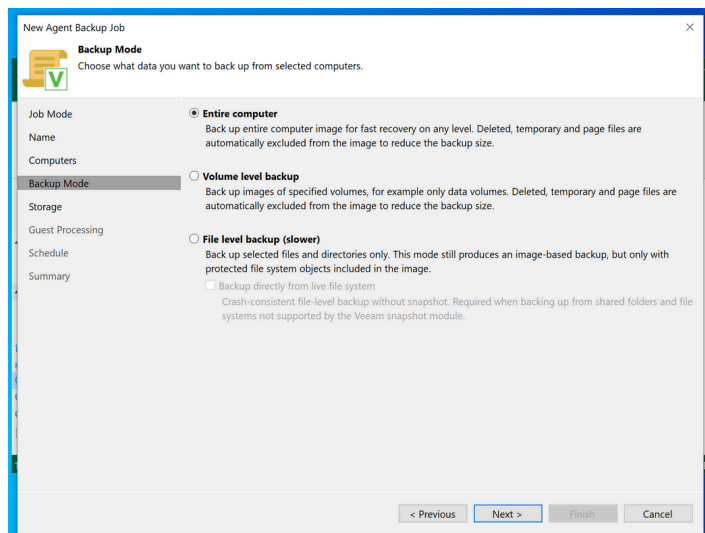 New Agent Backup Job
Backup Mode
Choose what data you want to back up from selected computers.
V
Job Mode
Name
Computers
Backup Mode
Storage
Guest Processing
Schedule
Summary
Entire computer
Back up entire computer image for fast recovery on any level. Deleted, temporary and page files are
automatically excluded from the image to reduce the backup size.
Volume level backup
Back up images of specified volumes, for example only data volumes. Deleted, temporary and page files are
automatically excluded from the image to reduce the backup size.
File level backup (slower)
Back up selected files and directories only. This mode still produces an image-based backup, but only with
protected file system objects included in the image.
Backup directly from live file system
Crash-consistent file-level backup without snapshot. Required when backing up from shared folders and file
systems not supported by the Veeam snapshot module.
< Previous
Next >
Finish
Cancel